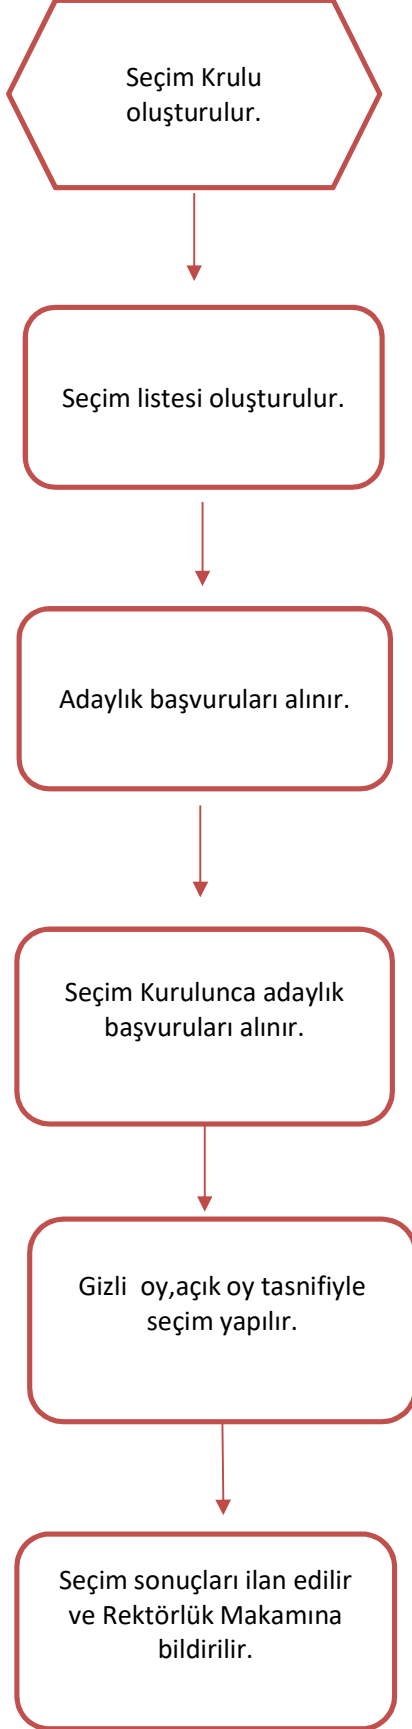 Seçim Krulu
oluşturulur.
Seçim listesi oluşturulur.
Adaylık başvuruları alınır.
Seçim Kurulunca adaylık
başvuruları alınır.
Gizli  oy,açık oy tasnifiyle
seçim yapılır.
Seçim sonuçları ilan edilir
ve Rektörlük Makamına
bildirilir.